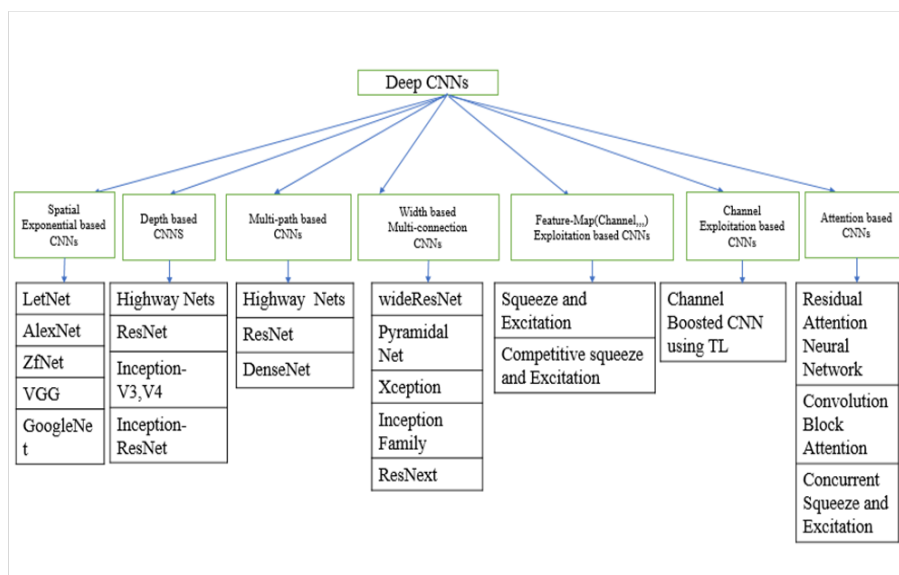 Deep CNNs
Spatial
Exponential based
CNNs
Depth based
CNNS
Multi-path based
CNNs
Width based
Multi-connection
CNNs
Feature-Map(Channel,,,)
Exploitation based CNNs
Channel
Exploitation based
CNNs
Attention based
CNNs
LetNet
AlexNet
ZfNet
VGG
GoogleNe
t
Highway Nets
ResNet
Inception-
V3,V4
Inception-
ResNet
Highway Nets
ResNet
DenseNet
wideResNet
Pyramidal
Net
Xception
Inception
Family
ResNext
Squeeze and
Excitation
Competitive squeeze
and Excitation
Channel
Boosted CNN
using TL
Residual
Attention
Neural
Network
Convolution
Block
Attention
Concurrent
Squeeze and
Excitation